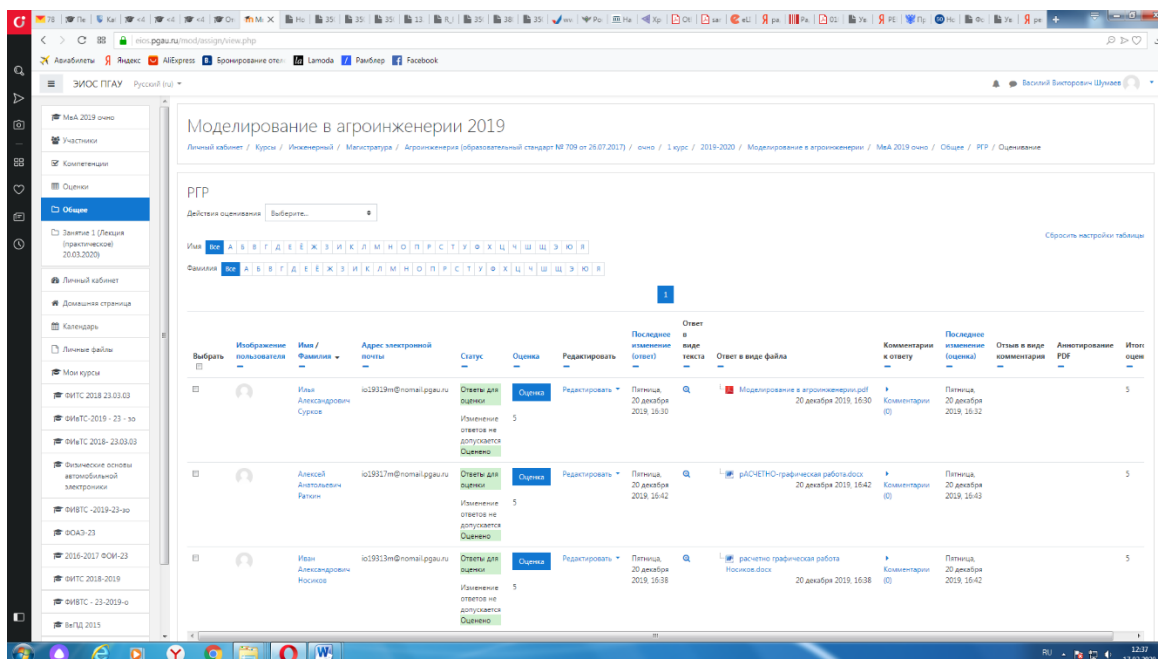 eios.pgau.ru/mod/assign/view.php
Авиабилеты Яндекс AliExpress Бронирование отел Lamoda Рамблер Facebook
ЭИОС ПГАУ Русский (ru)
Василий Викторович Шумаев
МвА 2019 очно
Участники
Компетенции
Оценки
Общее
Занятие 1 (Лекция
(практическое)
20.03.2020)
Личный кабинет
Домашняя страница
Календарь
Личные файлы
Мои курсы
ФИТС 2018 23.03.03
ФИвТС-2019 - 23 - зо
ФИвТС 2018- 23.03.03
Физические основы
автомобильной
электроники
ФИВТС -2019-23-зо
ФОАЭ-23
2016-2017 ФОИ-23
ФИТС 2018-2019
ФИВТС - 23-2019-о
ВеПД 2015
Моделирование в агроинженерии 2019
Личный кабинет / Курсы / Инженерный / Магистратура / Агроинженерия (образовательный стандарт № 709 от 26.07.2017) / очно / 1 курс / 2019-2020 / Моделирование в агроинженерии / МвА 2019 очно / Общее / РГР / Оценивание
РГР
Действия оценивания Выберите...
Сбросить настройки таблицы
Имя Все А Б В Г Д Е Ё Ж З И К Л М Н О П Р С Т У Ф Х Ц Ч Ш Щ Э Ю Я
Фамилия Все А Б В Г Д Е Ё Ж З И К Л М Н О П Р С Т У Ф Х Ц Ч Ш Щ Э Ю Я
1
Выбрать
Изображение
пользователя
Имя /
Фамилия
Адрес электронной
почты
Статус
Оценка
Редактировать
Последнее
изменение
(ответ)
Ответ
в
виде
текста
Ответ в виде файла
Комментарии
к ответу
Последнее
изменение
(оценка)
Отзыв в виде
комментария
Аннотирование
PDF
Итого
оцен
Илья
Александрович
Сурков
io19319m@nomail.pgau.ru
Ответы для
оценки
Изменение
ответов не
допускается
Оценено
Оценка
5
Редактировать
Пятница,
20 декабря
2019, 16:30
Моделирование в агроинженерии.pdf
20 декабря 2019, 16:30
Комментарии
(0)
Пятница,
20 декабря
2019, 16:32
5
Алексей
Анатольевич
Раткин
io19317m@nomail.pgau.ru
Ответы для
оценки
Изменение
ответов не
допускается
Оценено
Оценка
5
Редактировать
Пятница,
20 декабря
2019, 16:42
рАСЧЕТНО-графическая работа.docx
20 декабря 2019, 16:42
Комментарии
(0)
Пятница,
20 декабря
2019, 16:43
5
Иван
Александрович
Носиков
io19313m@nomail.pgau.ru
Ответы для
оценки
Изменение
ответов не
допускается
Оценено
Оценка
5
Редактировать
Пятница,
20 декабря
2019, 16:38
расчетно графическая работа
Носиков.docx
20 декабря 2019, 16:38
Комментарии
(0)
Пятница,
20 декабря
2019, 16:42
5
RU
12:37